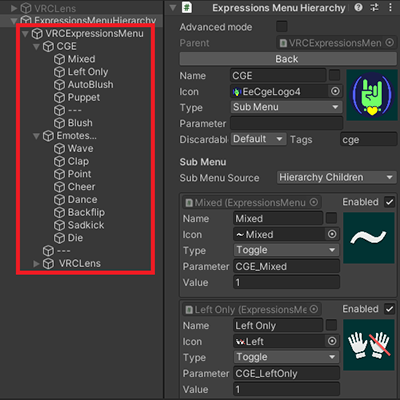 VRCLens
ExpressionsMenuHierarchy
VRCExpressionsMenu
CGE
Mixed
Left Only
AutoBlush
Puppet
---
Blush
Emotes...
Wave
Clap
Point
Cheer
Dance
Backflip
Sadkick
Die
---
VRCLens
Expressions Menu Hierarchy
Advanced mode
Parent VRCExpressionsMen
Back
Name CGE
Icon EeCgeLogo4
Type Sub Menu
Parameter
Discardabl Default Tags cge
Sub Menu
Sub Menu Source Hierarchy Children
Mixed (ExpressionsMenu Enabled
Name Mixed
Icon Mixed
Type Toggle
Parameter CGE_Mixed
Value 1
Left Only (ExpressionsMe Enabled
Name Left Only
Icon Left
Type Toggle
Parameter CGE_LeftOnly
Value 1